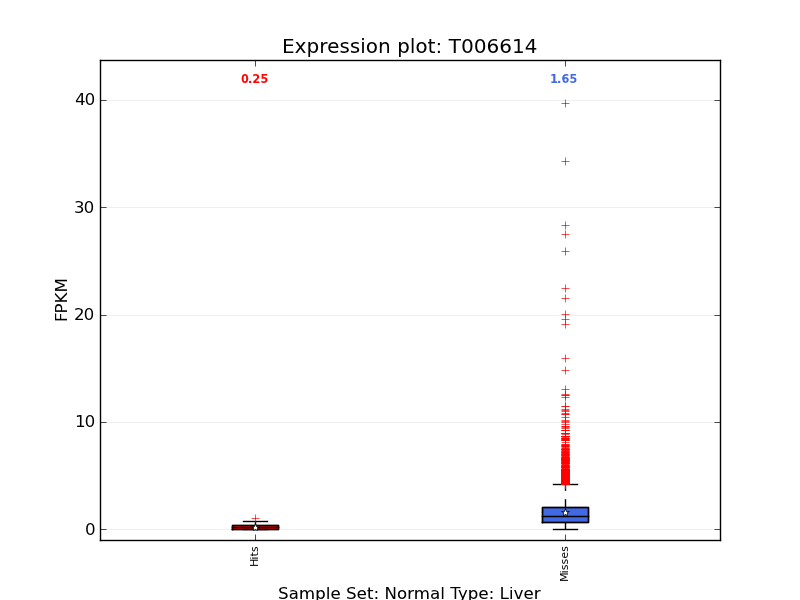 Expression plot: T006614
0.25
1.65
40
30
20
10
0
FPKM
Hits
Misses
Sample Set: Normal Type: Liver